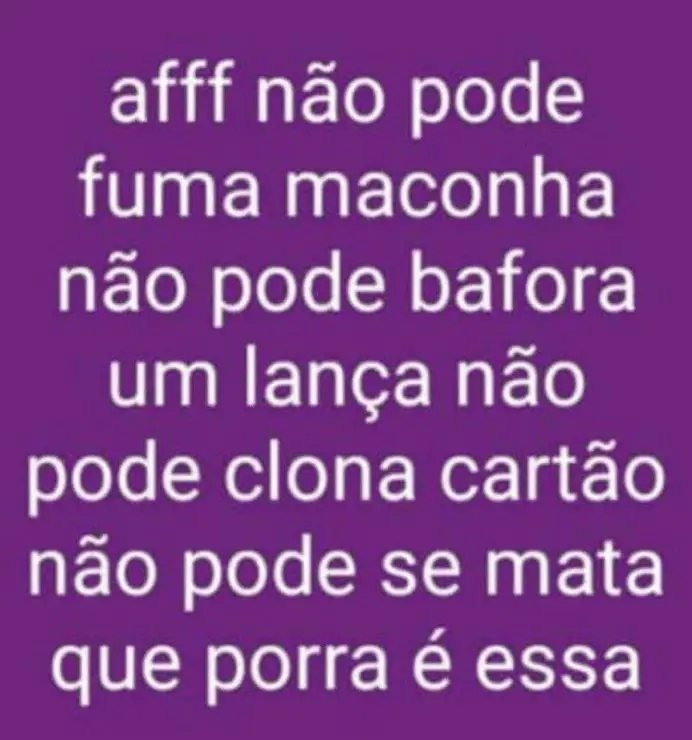 afff não pode
fuma maconha
não pode bafora
um lança não
pode clona cartão
não pode se mata
que porra é essa